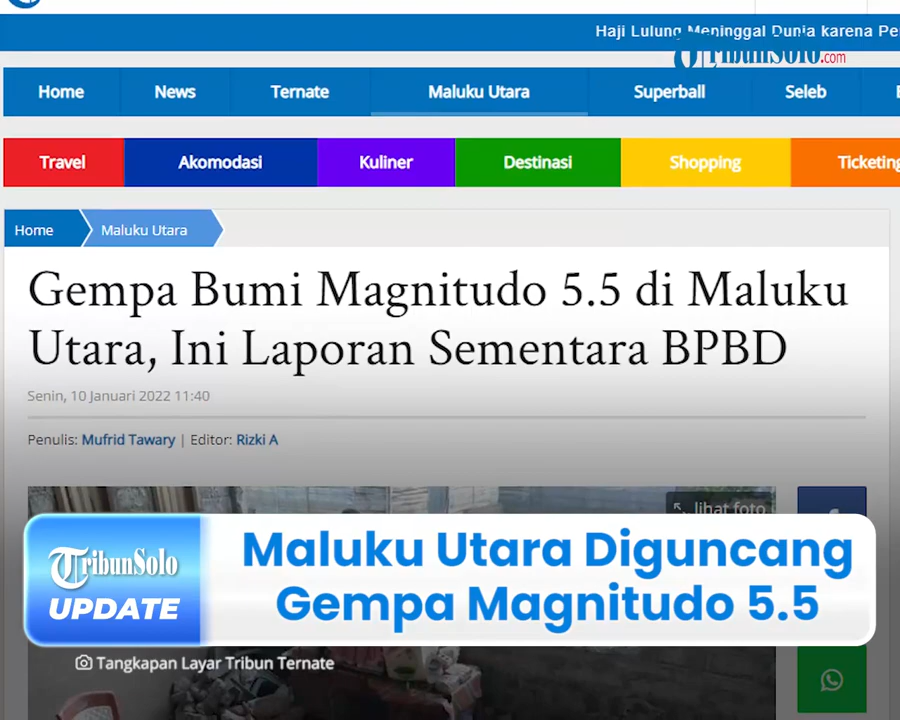 Haji Lulung Meninggal Dunia karena Pe
TribunSolo.com
Home News Ternate Maluku Utara Superball Seleb
Travel Akomodasi Kuliner Destinasi Shopping Ticketing
Home Maluku Utara
Gempa Bumi Magnitudo 5.5 di Maluku
Utara, Ini Laporan Sementara BPBD
Senin, 10 Januari 2022 11:40
Penulis: Mufrid Tawary | Editor: Rizki A
lihat foto
TribunSolo
UPDATE
Maluku Utara Diguncang
Gempa Magnitudo 5.5
Tangkapan Layar Tribun Ternate